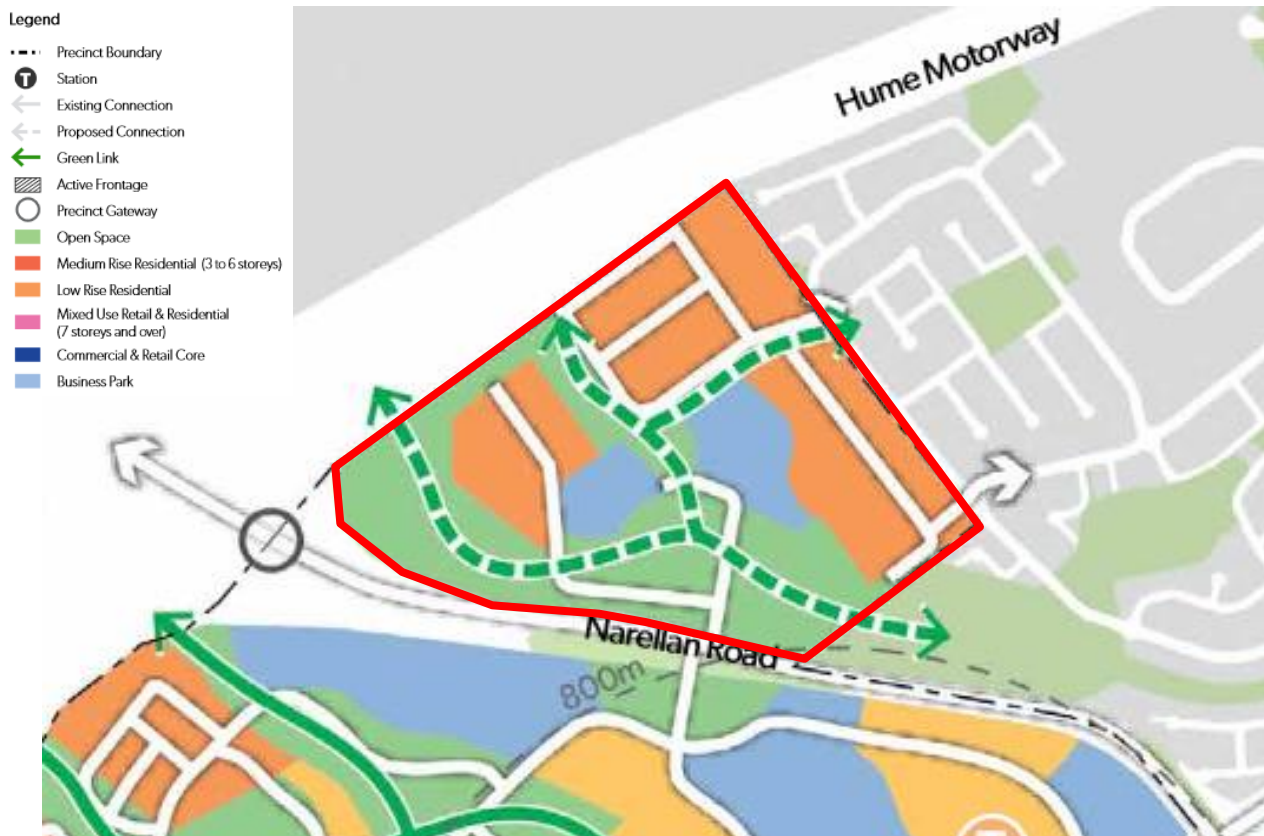 Legend
Precinct Boundary
T
Station
Existing Connection
Proposed Connection
Green Link
Active Frontage
Precinct Gateway
Open Space
Medium Rise Residential (3 to 6 storeys)
Low Rise Residential
Mixed Use Retail & Residential
(7 storeys and over)
Commercial & Retail Core
Business Park
Hume Motorway
Narellan Road
800m